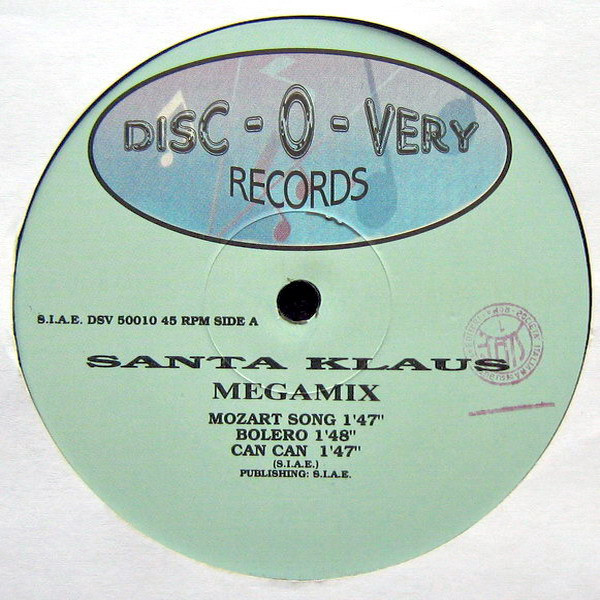 DISC - O - VERY
RECORDS
S.I.A.E. DSV 50010 45 RPM SIDE A
SANTA KLAUS
MEGAMIX
MOZART SONG 1'47"
BOLERO 1'48"
CAN CAN 1'47"
(S.I.A.E.)
PUBLISHING: S.I.A.E.